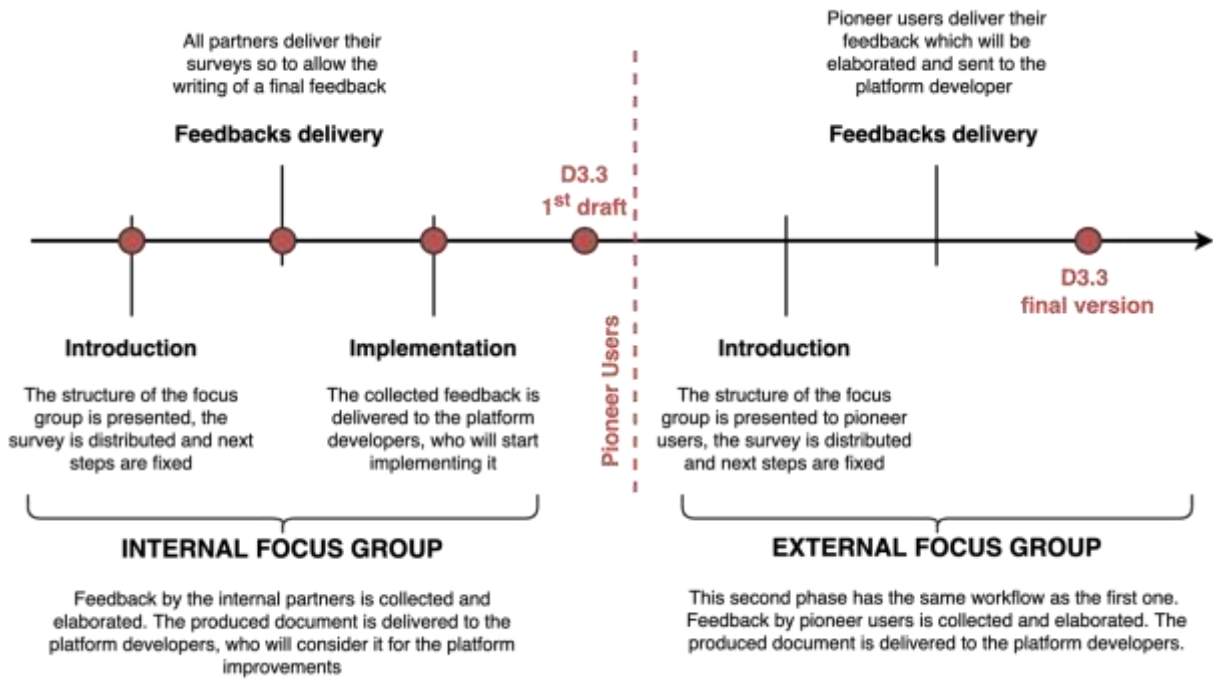 All partners deliver their
surveys so to allow the
writing of a final feedback
Feedbacks delivery
D3.3
1st draft
Introduction
The structure of the focus
group is presented, the
survey is distributed and next
steps are fixed
Implementation
The collected feedback is
delivered to the platform
developers, who will start
implementing it
INTERNAL FOCUS GROUP
Feedback by the internal partners is collected and
elaborated. The produced document is delivered to the
platform developers, who will consider it for the platform
improvements
Pioneer Users
Pioneer users deliver their
feedback which will be
elaborated and sent to the
platform developer
Feedbacks delivery
D3.3
final version
Introduction
The structure of the focus
group is presented to pioneer
users, the survey is distributed
and next steps are fixed
EXTERNAL FOCUS GROUP
This second phase has the same workflow as the first one.
Feedback by pioneer users is collected and elaborated. The
produced document is delivered to the platform developers.